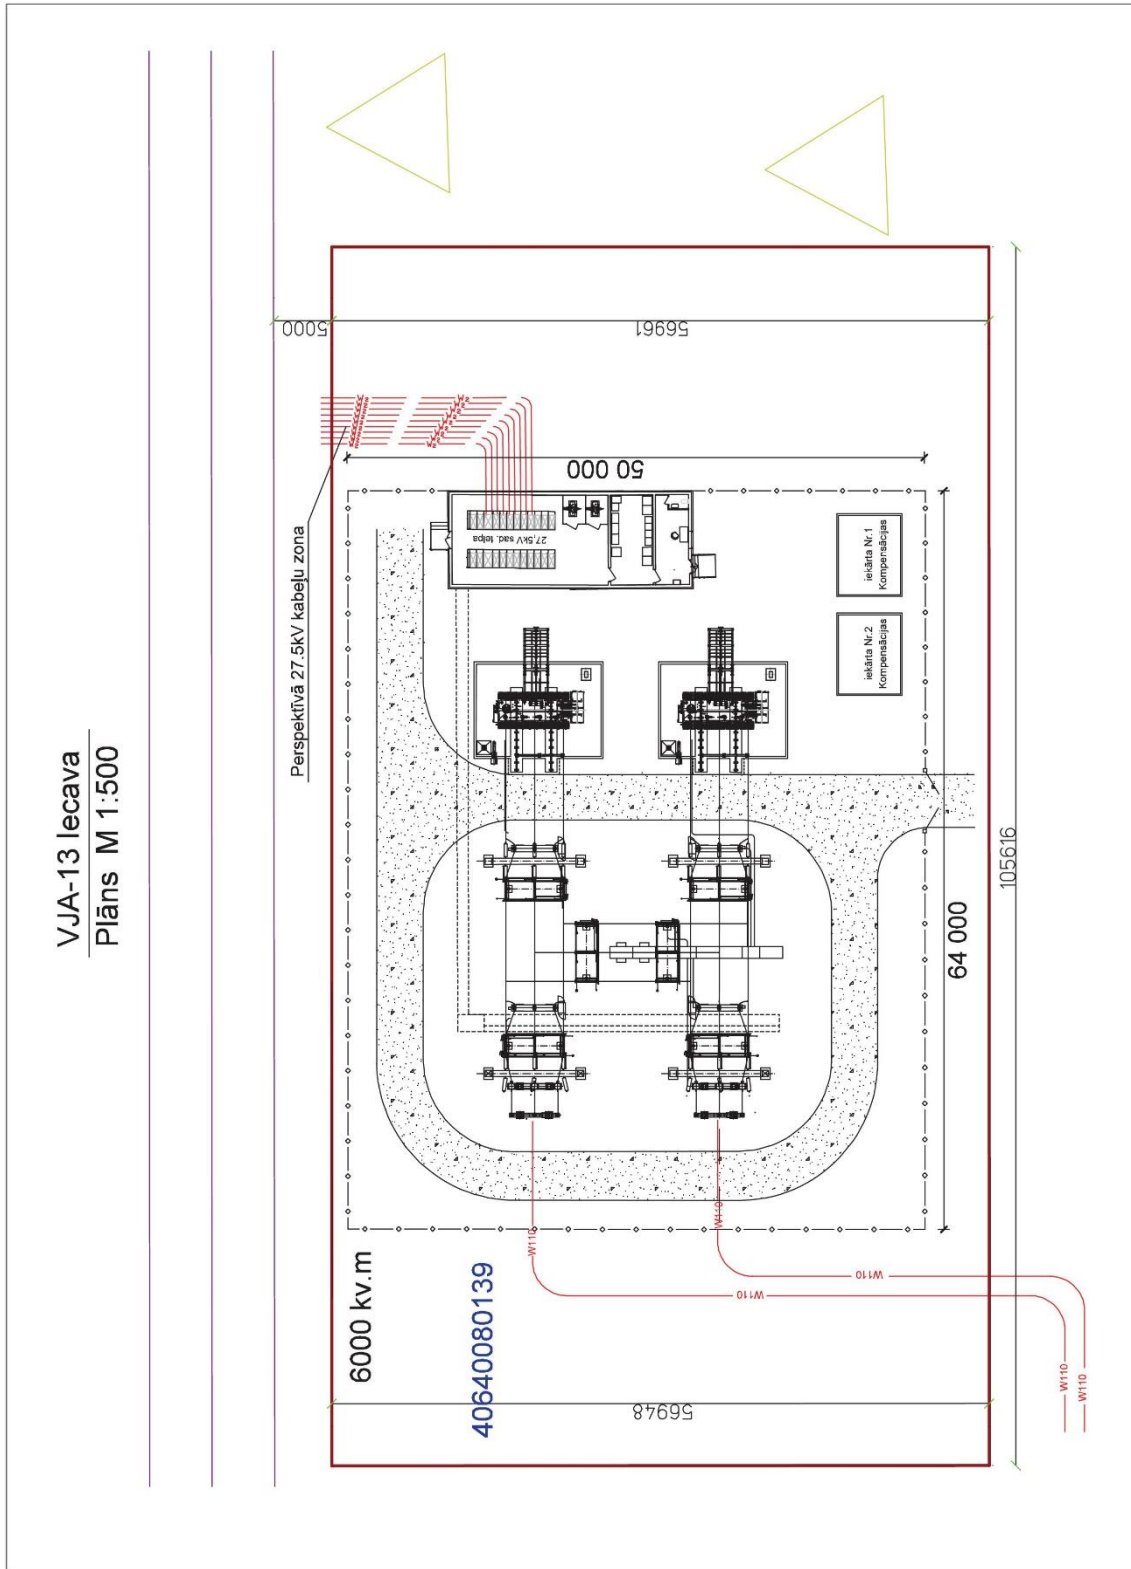 VJA-13 Iecava
Plāns M 1:500
Perspektīvā 27.5kV kabeļu zona
5000
56961
50 000
27,5kV sad. telpa
iekārta Nr.1
Kompensācijas
iekārta Nr.2
Kompensācijas
105616
64 000
W110
W110
W110
W110
W110
W110
6000 kv.m
40640080139
56948